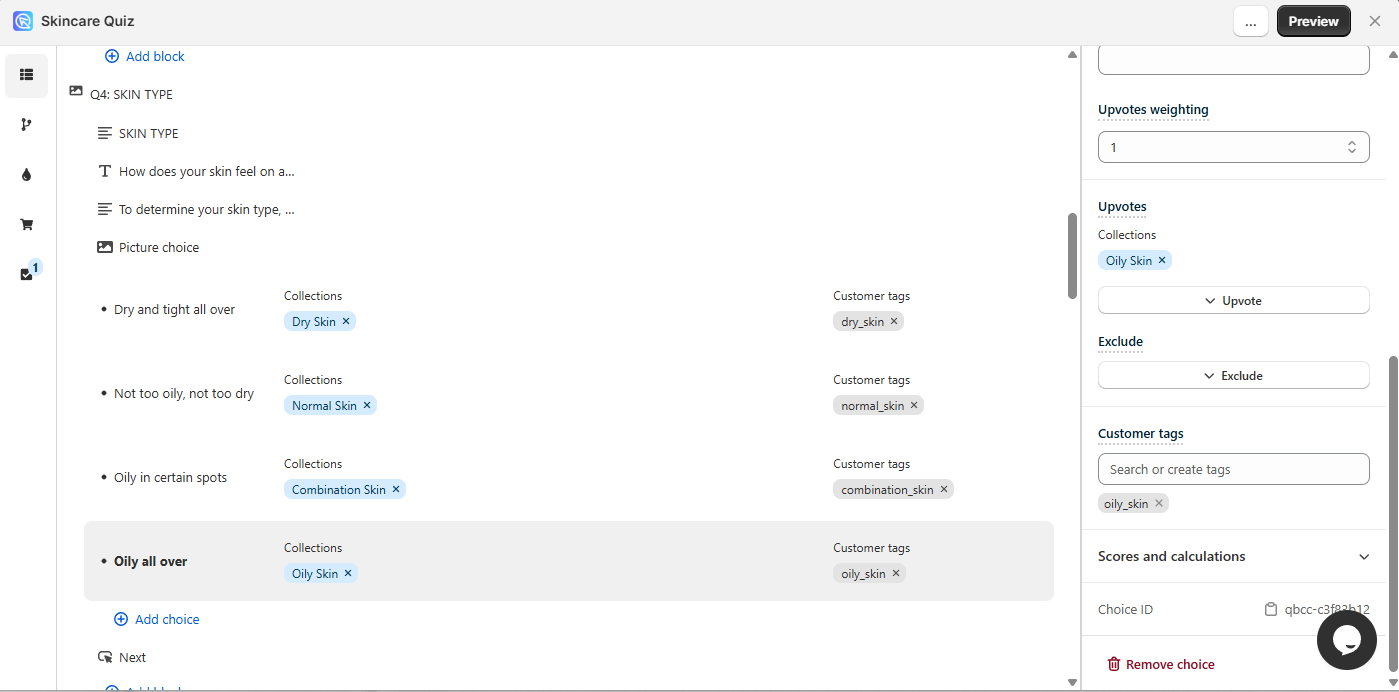 Skincare Quiz
...
Preview
Add block
Q4: SKIN TYPE
SKIN TYPE
How does your skin feel on a...
To determine your skin type, ...
Picture choice
Dry and tight all over
Collections
Dry Skin
Customer tags
dry_skin
Not too oily, not too dry
Collections
Normal Skin
Customer tags
normal_skin
Oily in certain spots
Collections
Combination Skin
Customer tags
combination_skin
Oily all over
Collections
Oily Skin
Customer tags
oily_skin
Add choice
Next
1
Upvotes weighting
1
Upvotes
Collections
Oily Skin
Upvote
Exclude
Exclude
Customer tags
Search or create tags
oily_skin
Scores and calculations
Choice ID
Remove choice